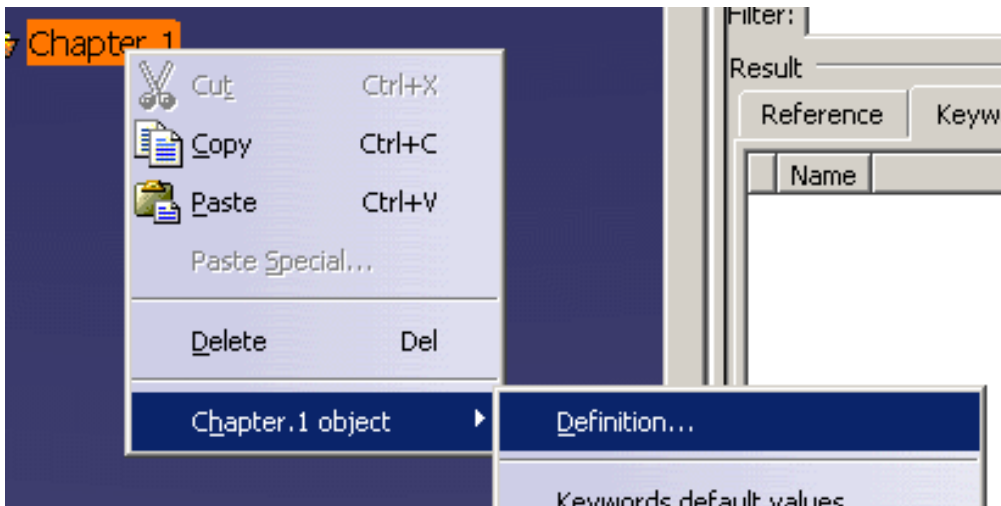 Chapter.1
Cut Ctrl+X
Copy Ctrl+C
Paste Ctrl+V
Paste Special...
Delete Del
Chapter.1 object
Definition...
Keywords default values
Filter:
Result
Reference Keyw
Name